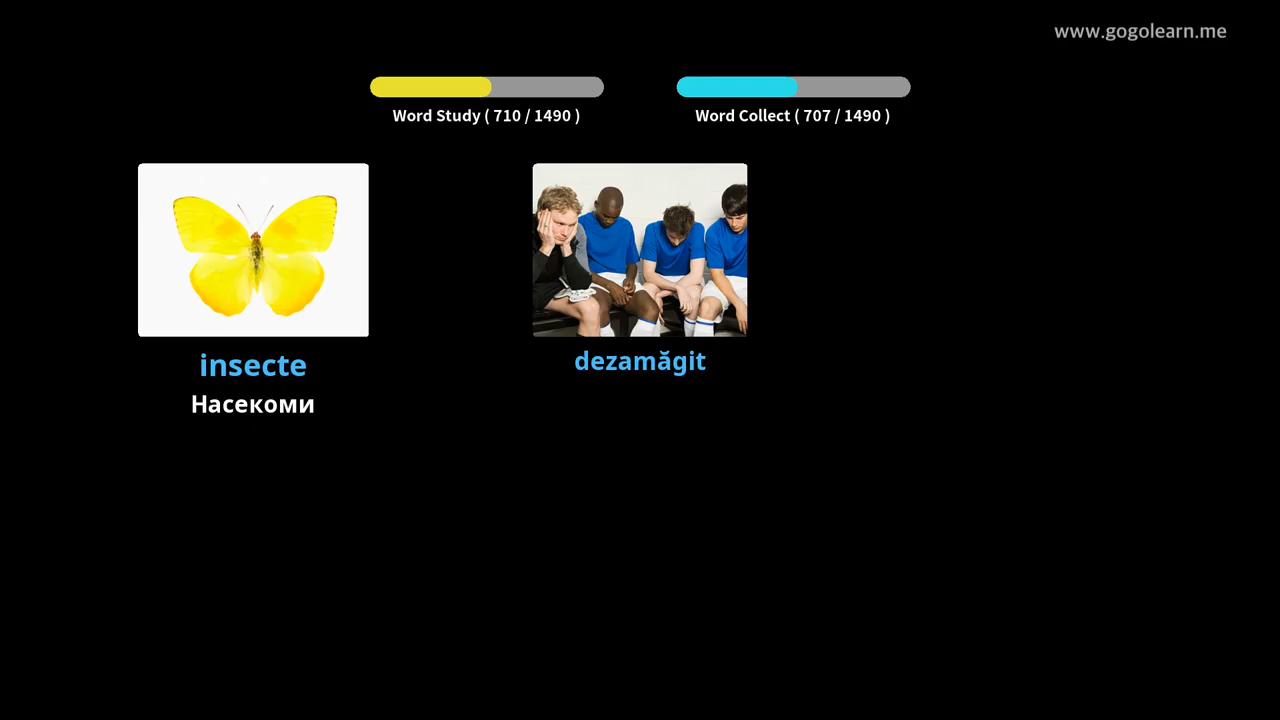 www.gogolearn.me
Word Study ( 710 / 1490 )
Word Collect ( 707 / 1490 )
insecte
Насекоми
dezamăgit